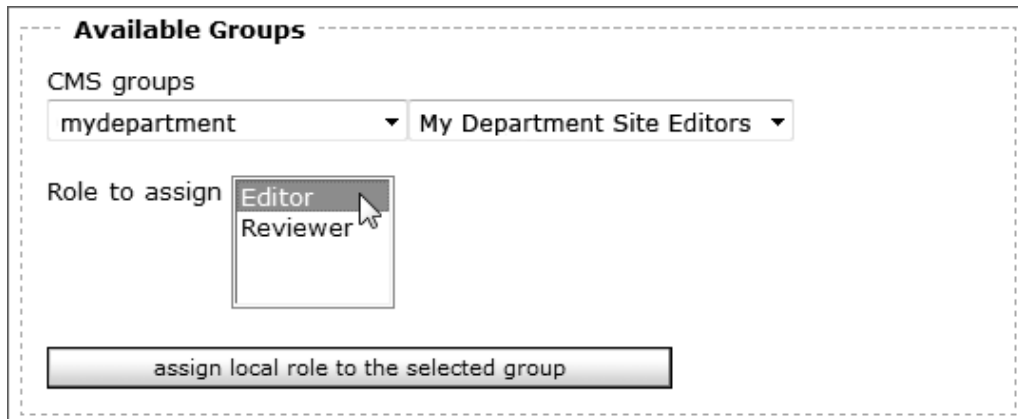 Available Groups
CMS groups
mydepartment My Department Site Editors
Role to assign Editor
Reviewer
assign local role to the selected group